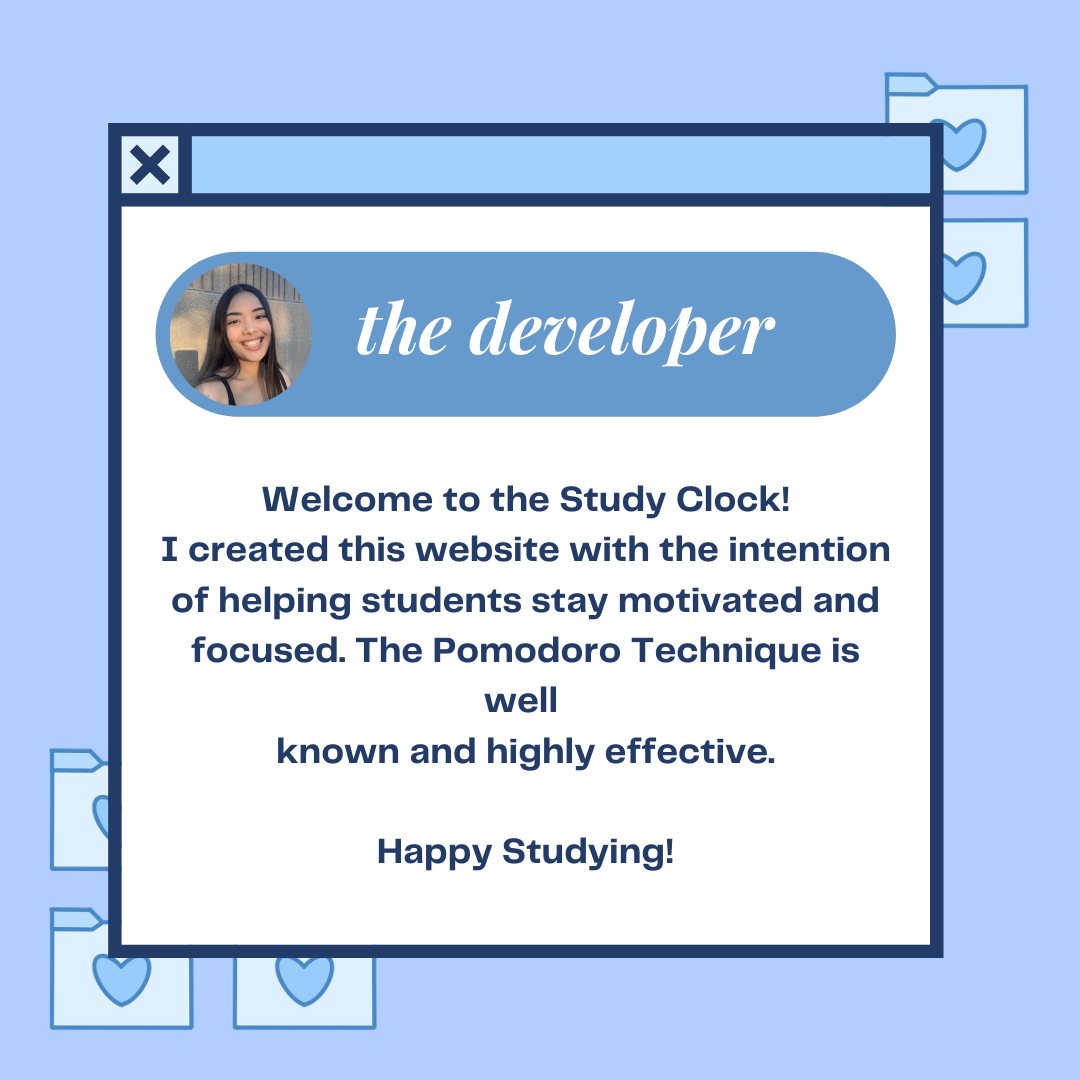 the developer
Welcome to the Study Clock!
I created this website with the intention
of helping students stay motivated and
focused. The Pomodoro Technique is
well
known and highly effective.
Happy Studying!